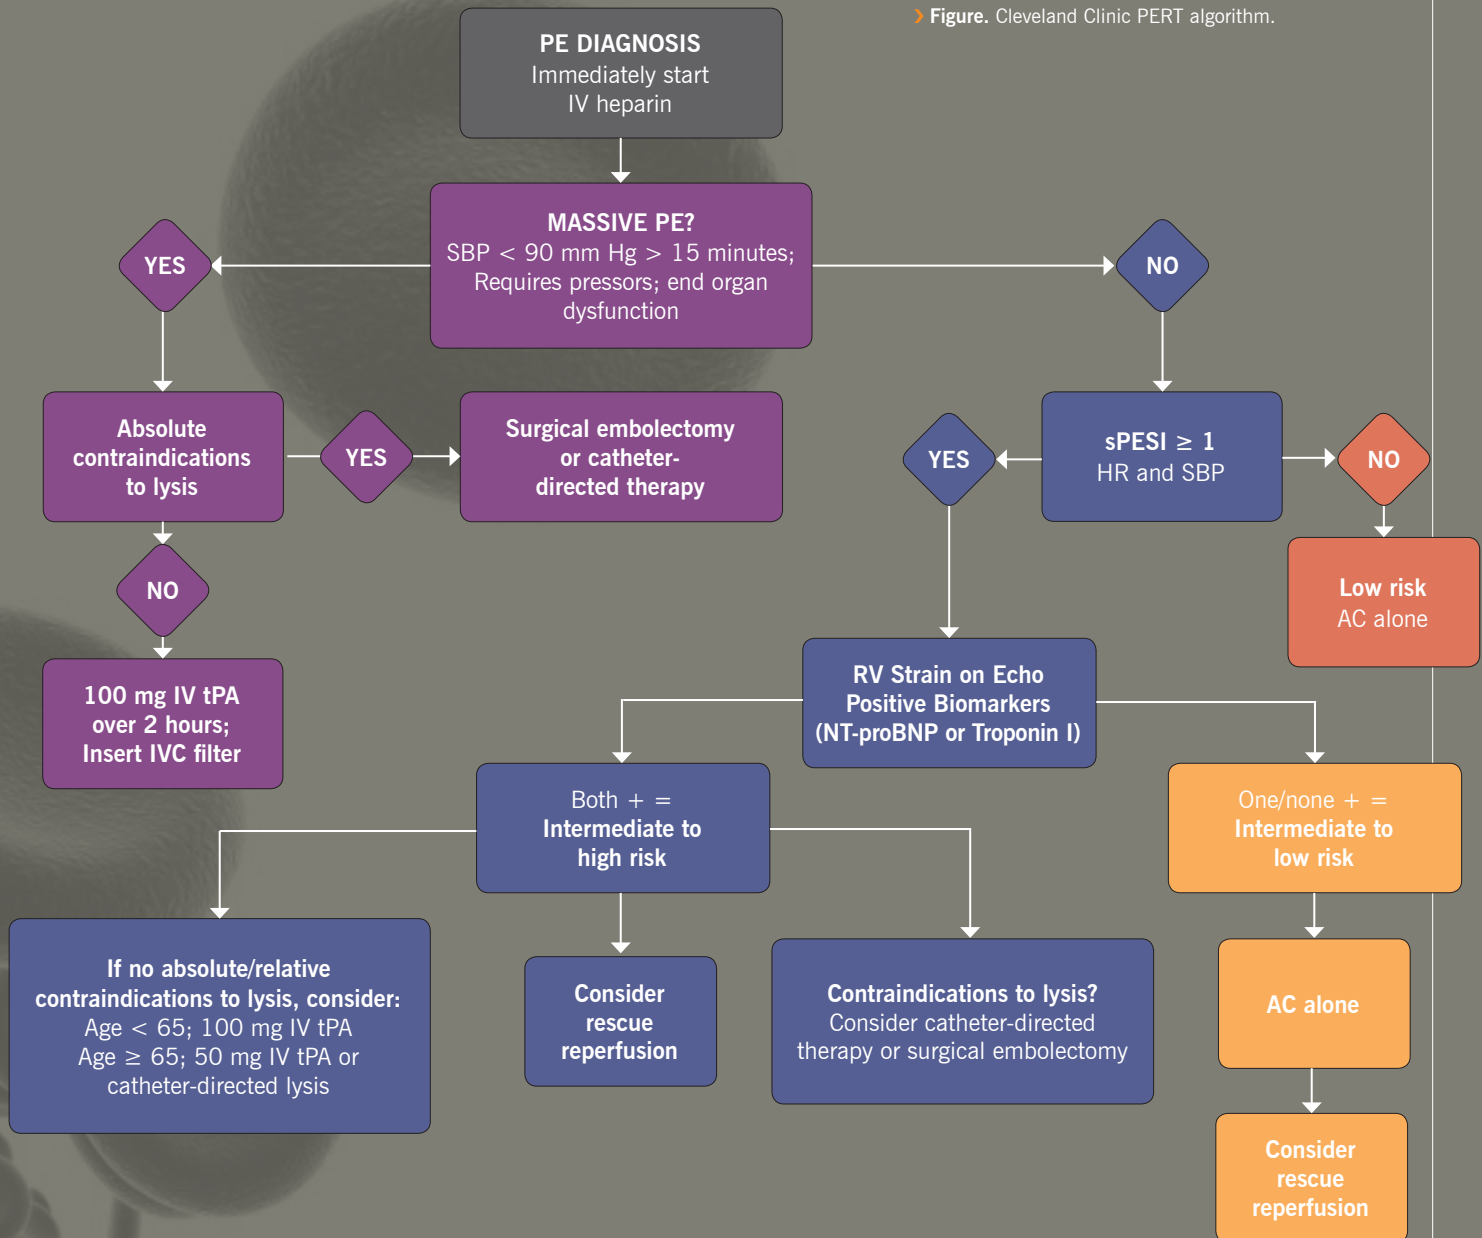 › Figure. Cleveland Clinic PERT algorithm.
PE DIAGNOSIS
Immediately start
IV heparin
MASSIVE PE?
SBP < 90 mm Hg > 15 minutes;
Requires pressors; end organ
dysfunction
YES
NO
Absolute
contraindications
to lysis
YES
Surgical embolectomy
or catheter-
directed therapy
NO
100 mg IV tPA
over 2 hours;
Insert IVC filter
sPESI ≥ 1
HR and SBP
YES
NO
Low risk
AC alone
RV Strain on Echo
Positive Biomarkers
(NT-proBNP or Troponin I)
Both + =
Intermediate to
high risk
One/none + =
Intermediate to
low risk
If no absolute/relative
contraindications to lysis, consider:
Age < 65; 100 mg IV tPA
Age ≥ 65; 50 mg IV tPA or
catheter-directed lysis
Consider
rescue
reperfusion
Contraindications to lysis?
Consider catheter-directed
therapy or surgical embolectomy
AC alone
Consider
rescue
reperfusion